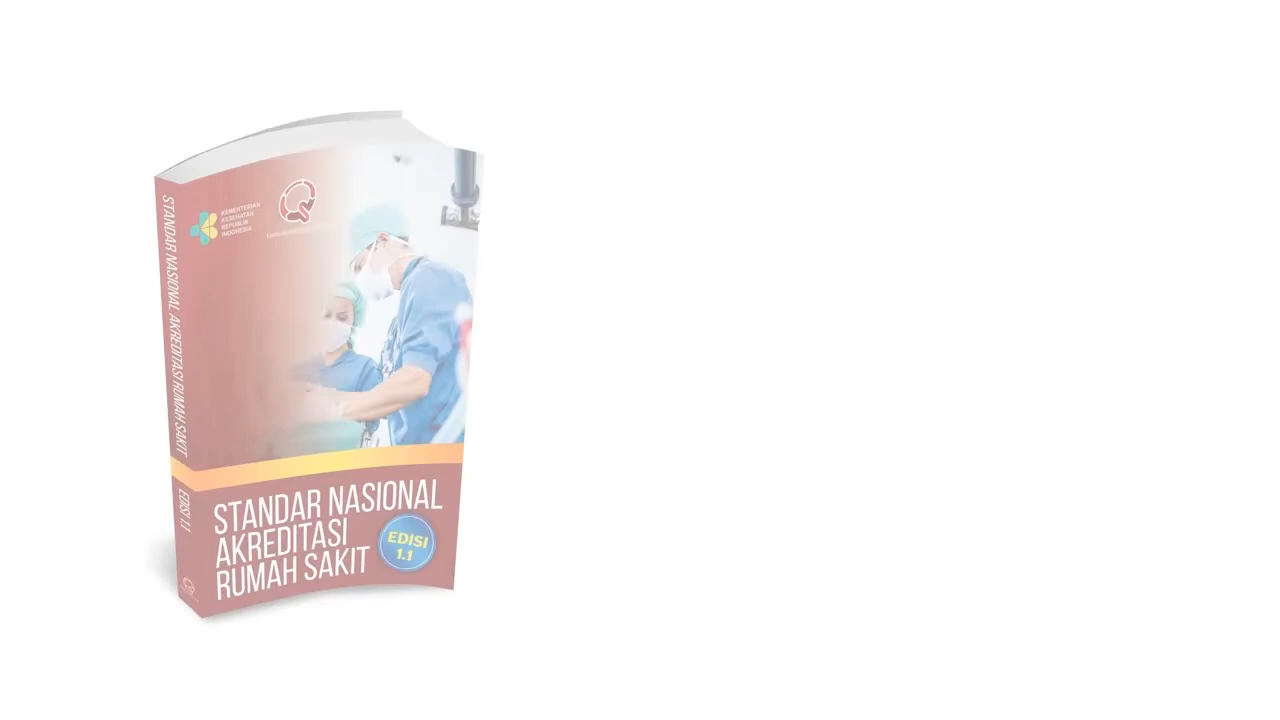 STANDAR NASIONAL AKREDITASI RUMAH SAKIT
EDISI 1.1
KEMENTERIAN
KESEHATAN
REPUBLIK
INDONESIA
STANDAR NASIONAL
AKREDITASI
RUMAH SAKIT
EDISI
1.1